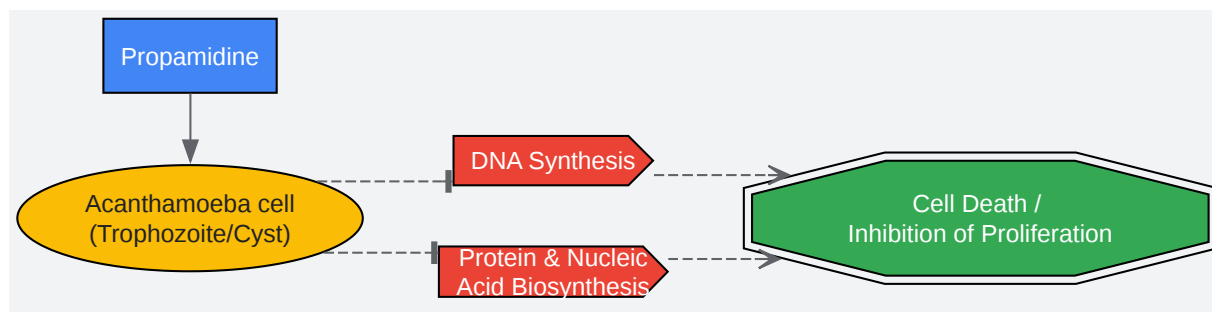 Propamidine
Acanthamoeba cell
(Trophozoite/Cyst)
DNA Synthesis
Protein & Nucleic
Acid Biosynthesis
Cell Death /
Inhibition of Proliferation